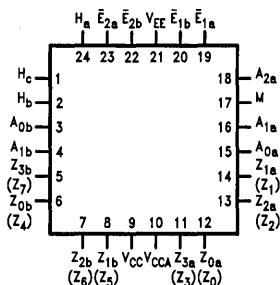 Ha Ē2a Ē2b VEE Ē1b Ē1a
24 23 22 21 20 19
Hc 1 18 A2a
Hb 2 17 M
A0b 3 16 A1a
A1b 4 15 A0a
Z3b 5 14 Z1a
(Z7) (Z1)
Z0b 6 13 Z2a
(Z4) (Z2)
7 8 9 10 11 12
Z2b Z1b VCC VCCA Z3a Z0a
(Z6) (Z5) (Z3) (Z0)